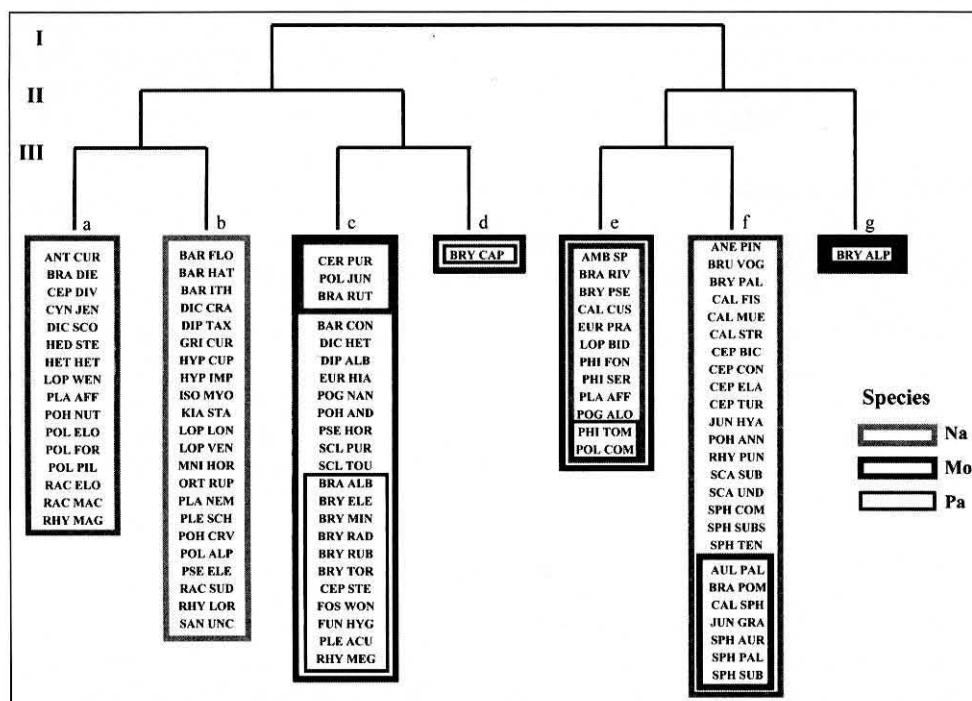 I
II
III
a
b
c
d
e
f
g
ANT CUR
BRA DIE
CEP DIV
CYN JEN
DIC SCO
HED STE
HET HET
LOP WEN
PLA AFF
POH NUT
POL ELO
POL FOR
POL PIL
RAC ELO
RAC MAC
RHY MAG
BAR FLO
BAR HAT
BAR ITH
DIC CRA
DIP TAX
GRI CUR
HYP CUP
HYP IMP
ISO MYO
KIA STA
LOP LON
LOP VEN
MNI HOR
ORT RUP
PLA NEM
PLE SCH
POH CRV
POL ALP
PSE ELE
RAC SUD
RHY LOR
SAN UNC
CER PUR
POL JUN
BRA RUT
BAR CON
DIC HET
DIP ALB
EUR HIA
POG NAN
POH AND
PSE HOR
SCL PUR
SCL TOU
BRA ALB
BRY ELE
BRY MIN
BRY RAD
BRY RUB
BRY TOR
CEP STE
FOS WON
FUN HYG
PLE ACU
RHY MEG
BRY CAP
AMB SP
BRA RIV
BRY PSE
CAL CUS
EUR PRA
LOP BID
PHI FON
PHI SER
PLA AFF
POG ALO
PHI TOM
POL COM
ANE PIN
BRU VOG
BRY PAL
CAL FIS
CAL MUE
CAL STR
CEP BIC
CEP CON
CEP ELA
CEP TUR
JUN HYA
POH ANN
RHY PUN
SCA SUB
SCA UND
SPH COM
SPH SUBS
SPH TEN
AUL PAL
BRA POM
CAL SPH
JUN GRA
SPH AUR
SPH PAL
SPH SUB
BRY ALP
Species
Na
Mo
Pa